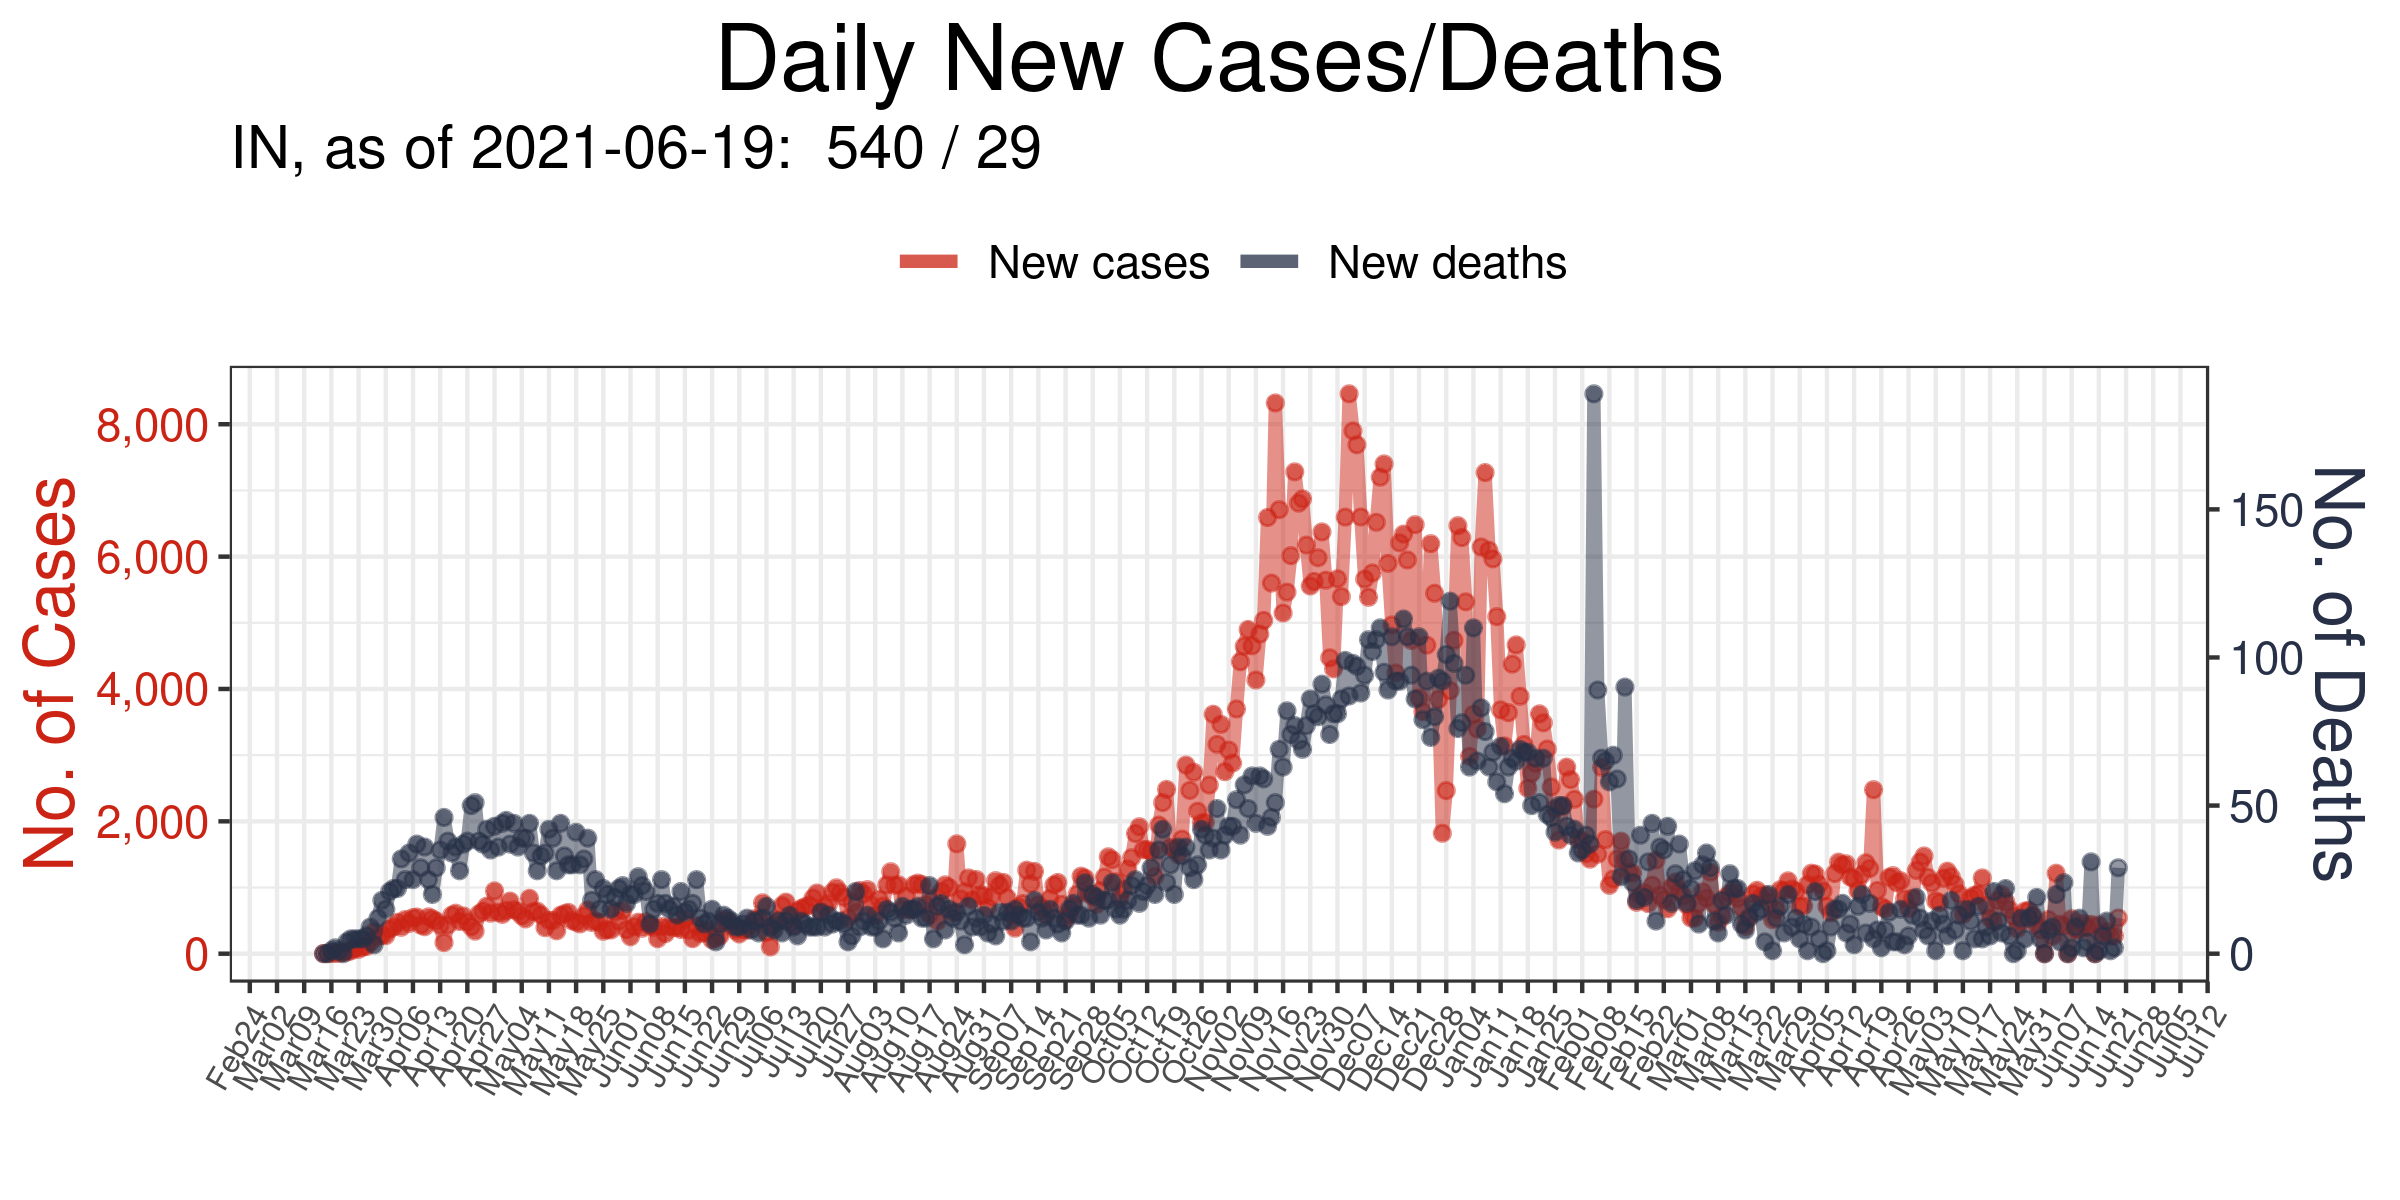 Daily New Cases/Deaths
IN, as of 2021-06-19:  540 / 29
New cases
New deaths
No. of Cases
8,000
6,000
4,000
2,000
0
150
100
50
0
No. of Deaths
Feb24
Mar02
Mar09
Mar16
Mar23
Mar30
Apr06
Apr13
Apr20
Apr27
May04
May11
May18
May25
Jun01
Jun08
Jun15
Jun22
Jun29
Jul06
Jul13
Jul20
Jul27
Aug03
Aug10
Aug17
Aug24
Aug31
Sep07
Sep14
Sep21
Sep28
Oct05
Oct12
Oct19
Oct26
Nov02
Nov09
Nov16
Nov23
Nov30
Dec07
Dec14
Dec21
Dec28
Jan04
Jan11
Jan18
Jan25
Feb01
Feb08
Feb15
Feb22
Mar01
Mar08
Mar15
Mar22
Mar29
Apr05
Apr12
Apr19
Apr26
May03
May10
May17
May24
May31
Jun07
Jun14
Jun21
Jun28
Jul05
Jul12